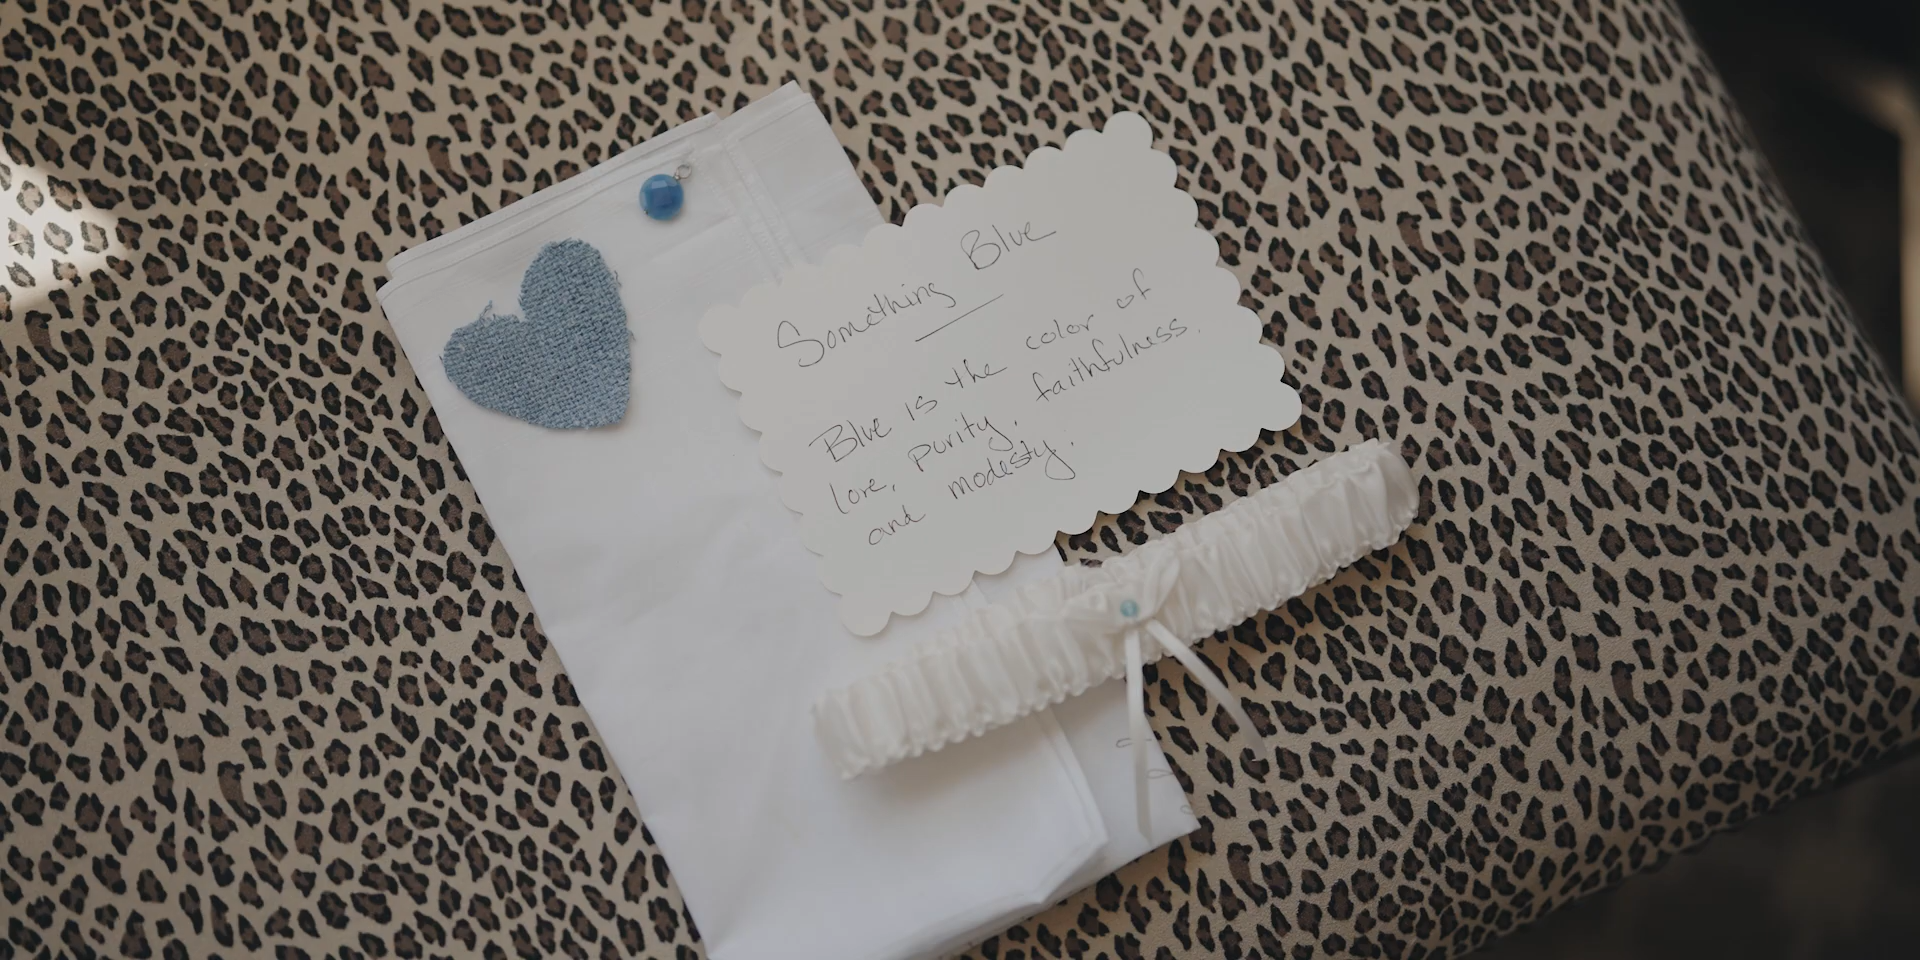 Something Blue
Blue is the color of
love, purity, faithfulness.
and modesty.